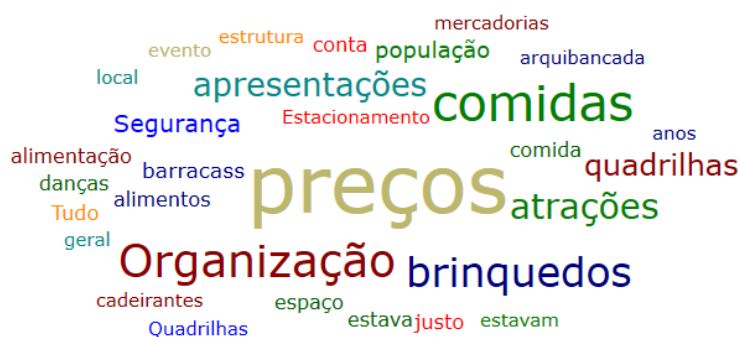 mercadorias
evento estrutura conta população arquibancada
local apresentações comidas
Segurança Estacionamento anos
alimentação barracass preços comida quadrilhas
danças alimentos atrações
Tudo
geral Organização brinquedos
cadeirantes espaço
Quadrilhas estava justo estavam